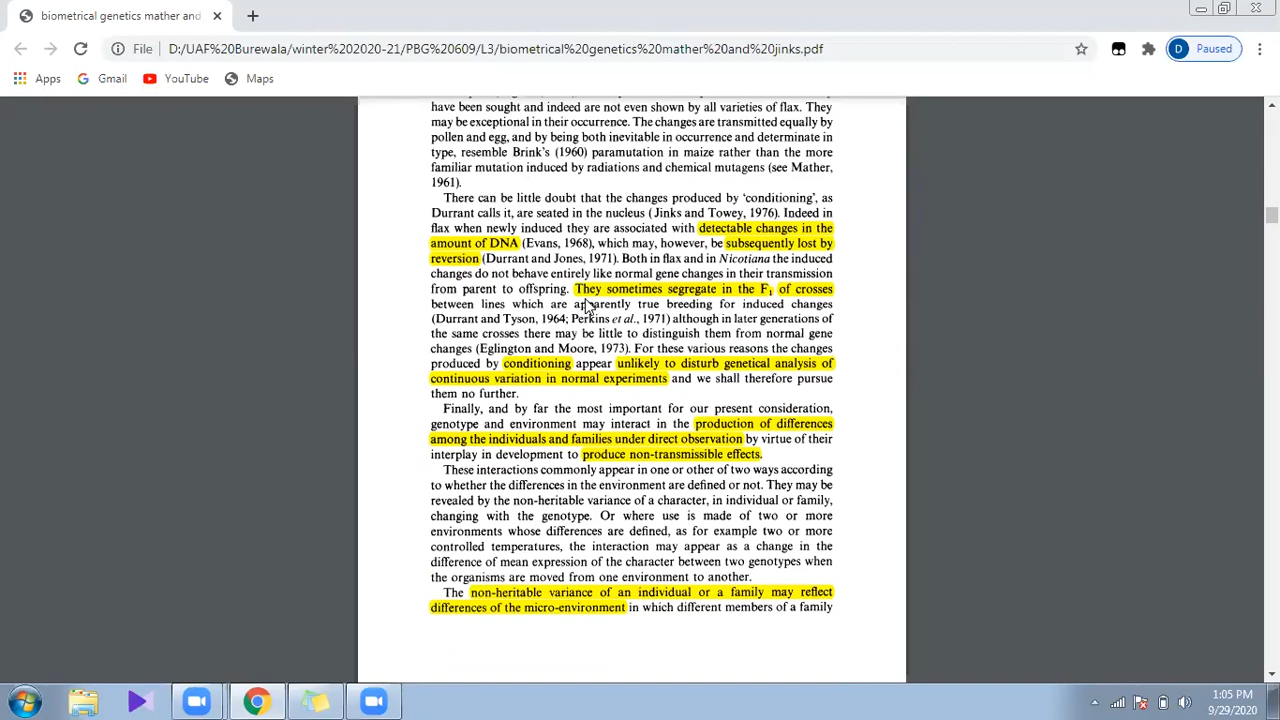 biometrical genetics mather and
File
D:/UAF%20Burewala/winter%202020-21/PBG%20609/L3/biometrical%20genetics%20mather%20and%20jinks.pdf
D
Paused
Apps
Gmail
YouTube
Maps
have been sought and indeed are not even shown by all varieties of flax. They
may be exceptional in their occurrence. The changes are transmitted equally by
pollen and egg, and by being both inevitable in occurrence and determinate in
type, resemble Brink's (1960) paramutation in maize rather than the more
familiar mutation induced by radiations and chemical mutagens (see Mather,
1961).
There can be little doubt that the changes produced by 'conditioning', as
Durrant calls it, are seated in the nucleus (Jinks and Towey, 1976). Indeed in
flax when newly induced they are associated with detectable changes in the
amount of DNA (Evans, 1968), which may, however, be subsequently lost by
reversion (Durrant and Jones, 1971). Both in flax and in Nicotiana the induced
changes do not behave entirely like normal gene changes in their transmission
from parent to offspring. They sometimes segregate in the F1 of crosses
between lines which are apparently true breeding for induced changes
(Durrant and Tyson, 1964; Perkins et al., 1971) although in later generations of
the same crosses there may be little to distinguish them from normal gene
changes (Eglington and Moore, 1973). For these various reasons the changes
produced by conditioning appear unlikely to disturb genetical analysis of
continuous variation in normal experiments and we shall therefore pursue
them no further.
Finally, and by far the most important for our present consideration,
genotype and environment may interact in the production of differences
among the individuals and families under direct observation by virtue of their
interplay in development to produce non-transmissible effects.
These interactions commonly appear in one or other of two ways according
to whether the differences in the environment are defined or not. They may be
revealed by the non-heritable variance of a character, in individual or family,
changing with the genotype. Or where use is made of two or more
environments whose differences are defined, as for example two or more
controlled temperatures, the interaction may appear as a change in the
difference of mean expression of the character between two genotypes when
the organisms are moved from one environment to another.
The non-heritable variance of an individual or a family may reflect
differences of the micro-environment in which different members of a family
1:05 PM
9/29/2020